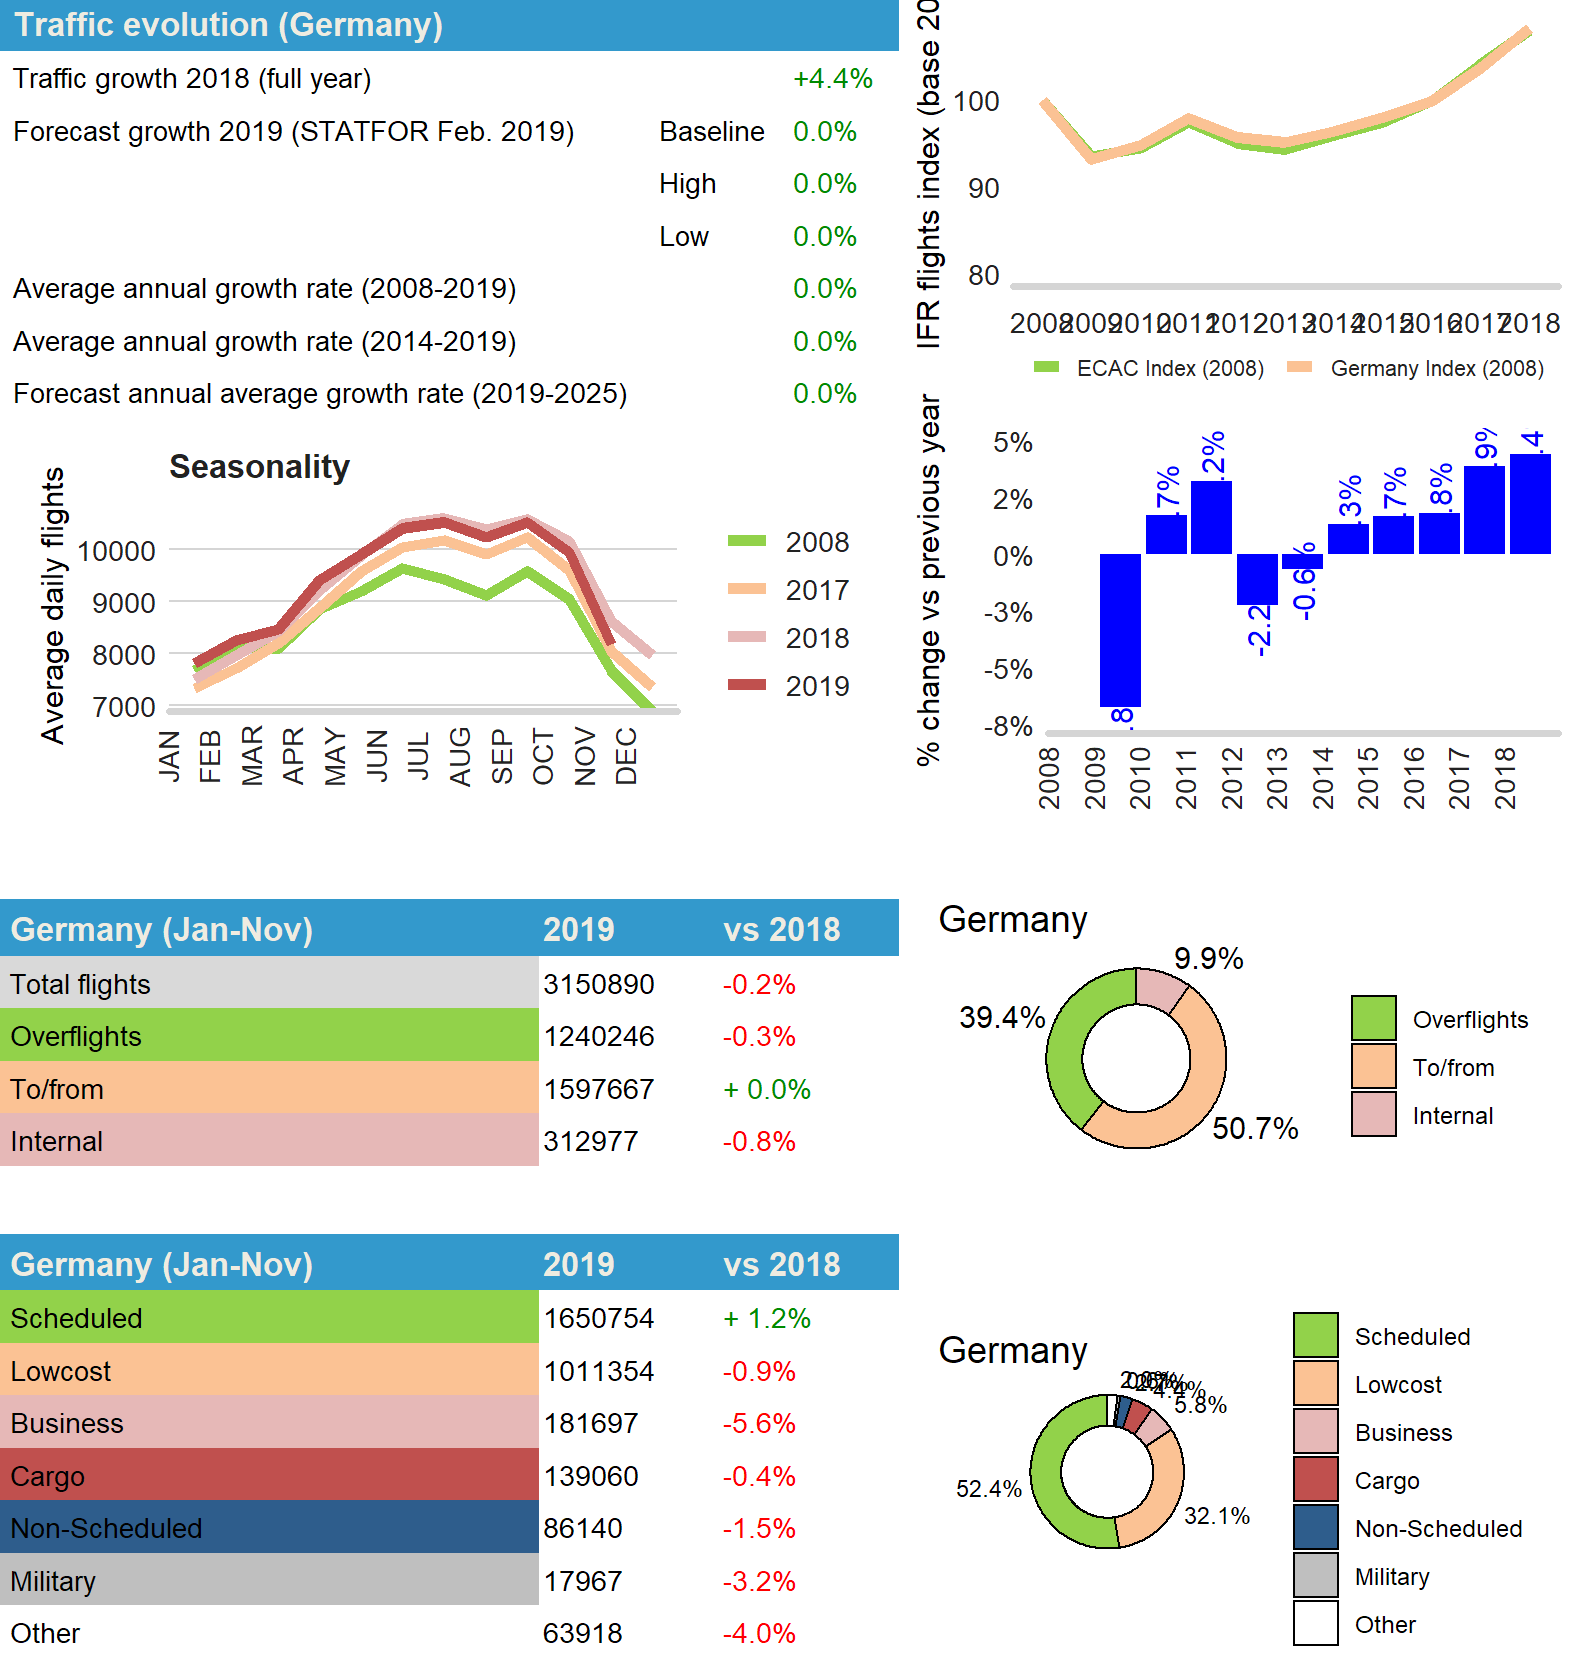 Traffic evolution (Germany)
Traffic growth 2018 (full year) +4.4%
Forecast growth 2019 (STATFOR Feb. 2019) Baseline 0.0%
High 0.0%
Low 0.0%
Average annual growth rate (2008-2019) 0.0%
Average annual growth rate (2014-2019) 0.0%
Forecast annual average growth rate (2019-2025) 0.0%
IFR flights index (base 20
100
90
80
2008 2009 2010 2011 2012 2013 2014 2015 2016 2017 2018
ECAC Index (2008) Germany Index (2008)
Seasonality
Average daily flights
10000
9000
8000
7000
JAN FEB MAR APR MAY JUN JUL AUG SEP OCT NOV DEC
2008
2017
2018
2019
% change vs previous year
5%
2%
0%
-3%
-5%
-8%
.8 .7% .2% -2.2 -0.6% .3% .7% .8% .9% .4
2008 2009 2010 2011 2012 2013 2014 2015 2016 2017 2018
Germany (Jan-Nov) 2019 vs 2018
Total flights 3150890 -0.2%
Overflights 1240246 -0.3%
To/from 1597667 + 0.0%
Internal 312977 -0.8%
Germany
9.9%
39.4%
50.7%
Overflights
To/from
Internal
Germany (Jan-Nov) 2019 vs 2018
Scheduled 1650754 + 1.2%
Lowcost 1011354 -0.9%
Business 181697 -5.6%
Cargo 139060 -0.4%
Non-Scheduled 86140 -1.5%
Military 17967 -3.2%
Other 63918 -4.0%
Germany
4.4%
5.8%
52.4%
32.1%
Scheduled
Lowcost
Business
Cargo
Non-Scheduled
Military
Other